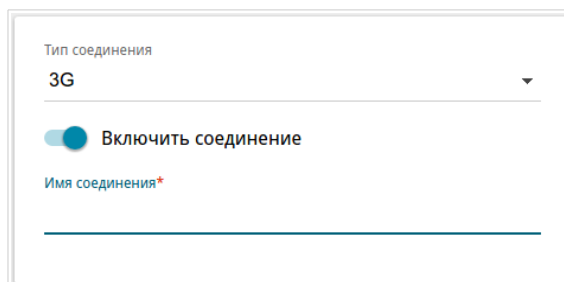 Тип соединения
3G
Включить соединение
Имя соединения*